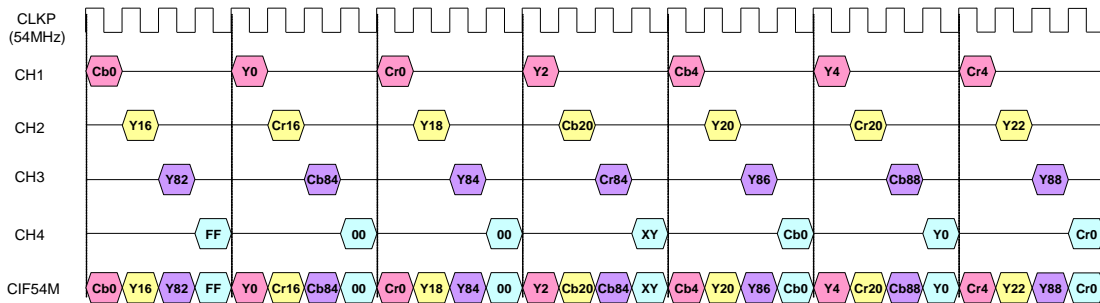 CLKP
(54MHz)
CH1 Cb0 Y0 Cr0 Y2 Cb4 Y4 Cr4
CH2 Y16 Cr16 Y18 Cb20 Y20 Cr20 Y22
CH3 Y82 Cb84 Y84 Cr84 Y86 Cb88 Y88
CH4 FF 00 00 XY Cb0 Y0 Cr0
CIF54M Cb0 Y16 Y82 FF Y0 Cr16 Cb84 00 Cr0 Y18 Y84 00 Y2 Cb20 Cb84 XY Cb4 Y20 Y86 Cb0 Y4 Cr20 Cb88 Y0 Cr4 Y22 Y88 Cr0